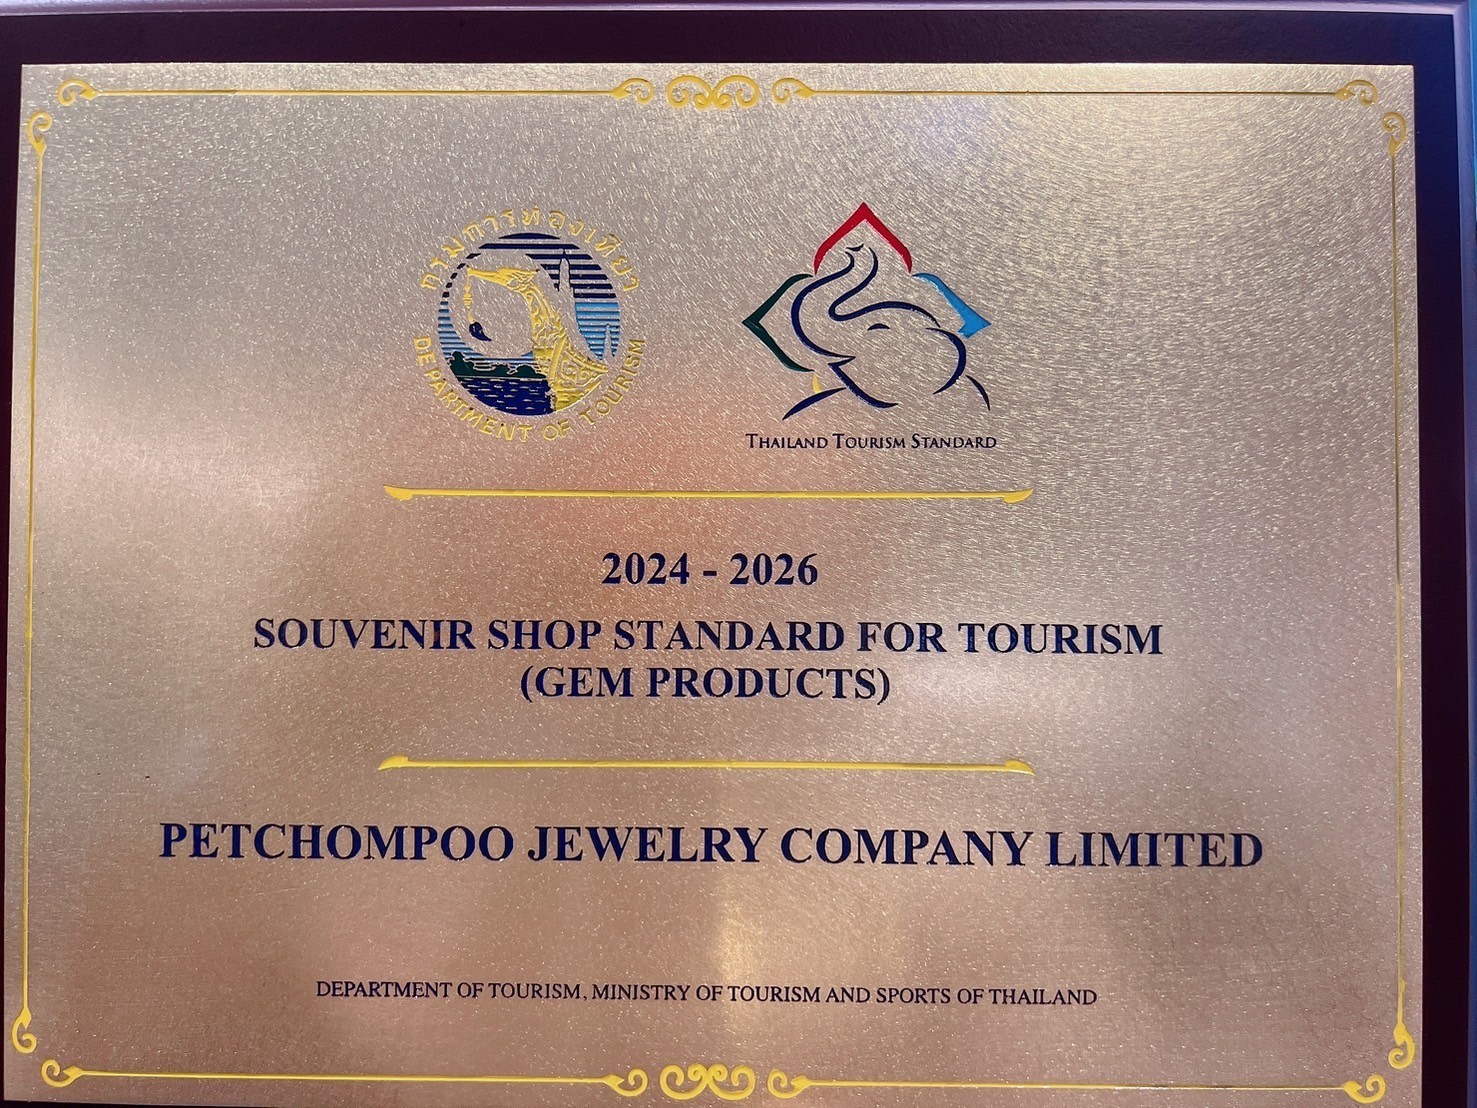 กรมการท่องเที่ยว
DEPARTMENT OF TOURISM
THAILAND TOURISM STANDARD
2024 - 2026
SOUVENIR SHOP STANDARD FOR TOURISM
(GEM PRODUCTS)
PETCHOMPOO JEWELRY COMPANY LIMITED
DEPARTMENT OF TOURISM, MINISTRY OF TOURISM AND SPORTS OF THAILAND